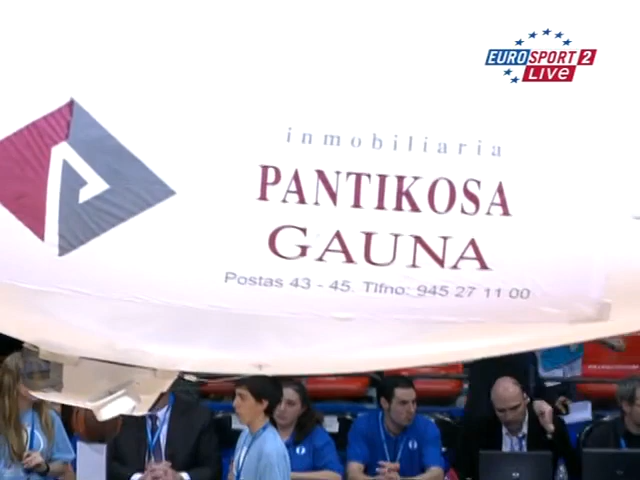 EUROSPORT 2
LIVE
inmobiliaria
PANTIKOSA
GAUNA
Postas 43 - 45. Tlfno: 945 27 11 00